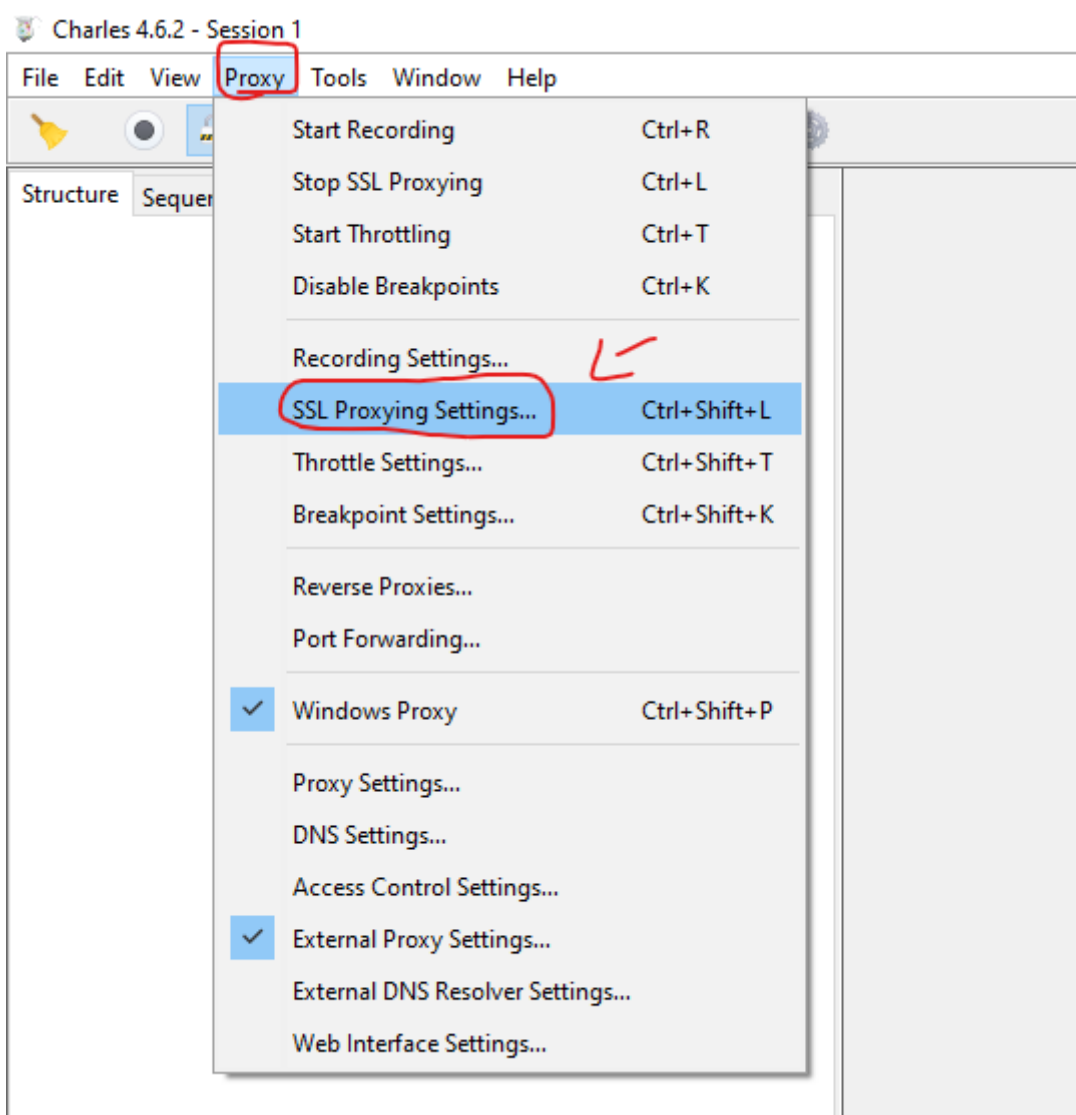 Charles 4.6.2 - Session 1
File Edit View Proxy Tools Window Help
Structure
Start Recording Ctrl+R
Stop SSL Proxying Ctrl+L
Start Throttling Ctrl+T
Disable Breakpoints Ctrl+K
Recording Settings...
SSL Proxying Settings... Ctrl+Shift+L
Throttle Settings... Ctrl+Shift+T
Breakpoint Settings... Ctrl+Shift+K
Reverse Proxies...
Port Forwarding...
Windows Proxy Ctrl+Shift+P
Proxy Settings...
DNS Settings...
Access Control Settings...
External Proxy Settings...
External DNS Resolver Settings...
Web Interface Settings...